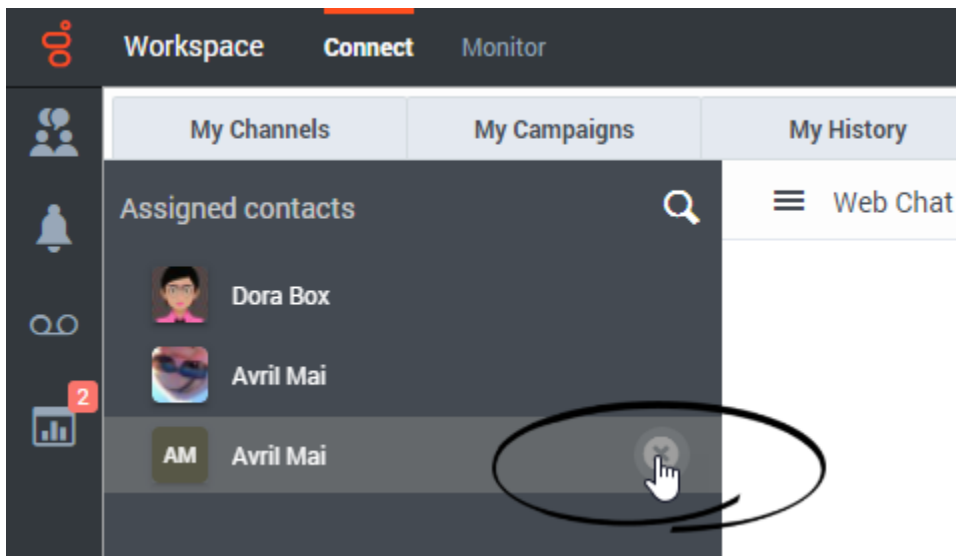 Workspace Connect Monitor
My Channels My Campaigns My History
Assigned contacts
Web Chat
Dora Box
Avril Mai
2
AM Avril Mai